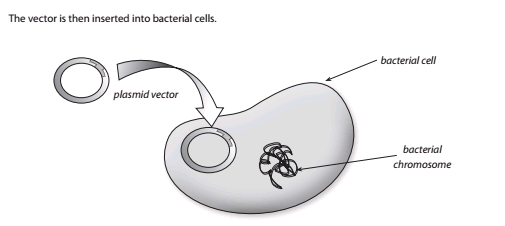 The vector is then inserted into bacterial cells.
bacterial cell
plasmid vector
bacterial
chromosome